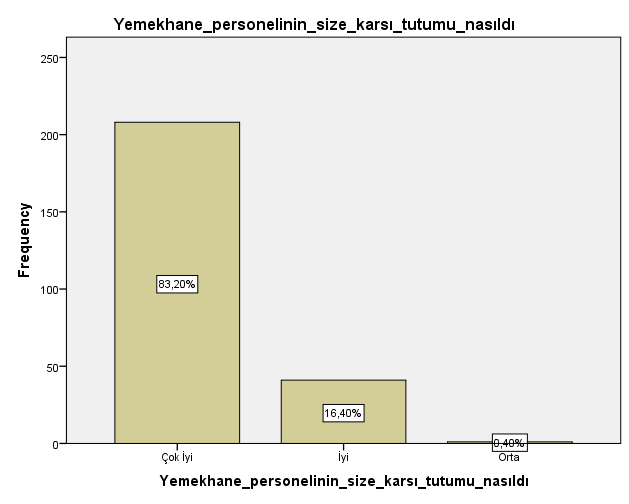 Yemekhane_personelinin_size_karsı_tutumu_nasıldı
250
200
150
100
50
0
Frequency
83,20%
16,40%
0,40%
Çok İyi
İyi
Orta
Yemekhane_personelinin_size_karsı_tutumu_nasıldı